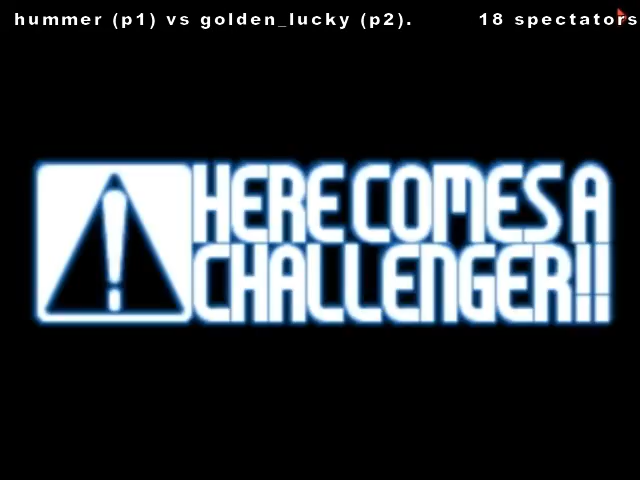 hummer (p1) vs golden_lucky (p2). 18 spectators
HERE COMES A
CHALLENGER!!